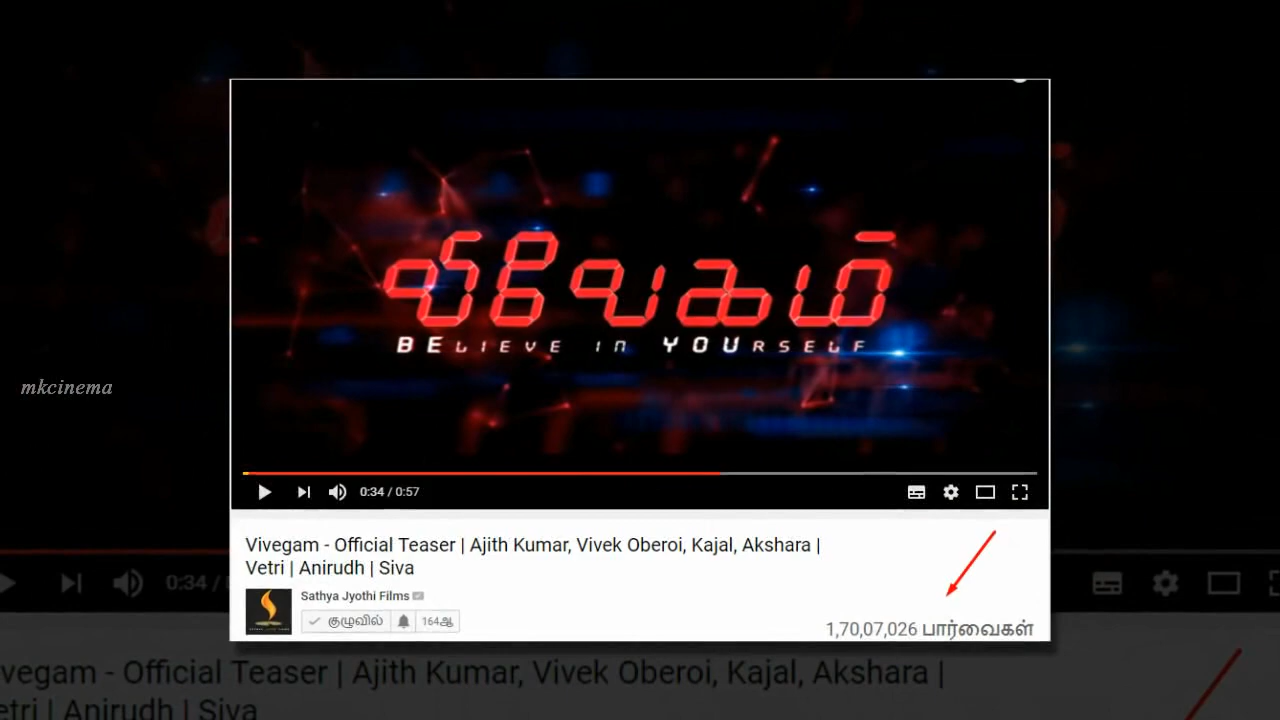 விவேகம்
BELIEVE IN YOURSELF
mkcinema
0:34 / 0:57
Vivegam - Official Teaser | Ajith Kumar, Vivek Oberoi, Kajal, Akshara |
Vetri | Anirudh | Siva
Sathya Jyothi Films
குழுவில் 164ஆ
1,70,07,026 பார்வைகள்
0:34 /
vegam - Official Teaser | Ajith Kumar, Vivek Oberoi, Kajal, Akshara |
etri | Anirudh | Siva